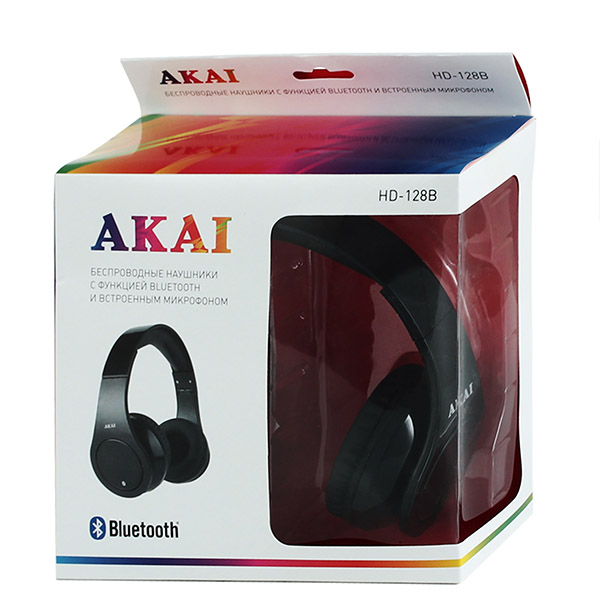 AKAI
HD-128B
БЕСПРОВОДНЫЕ НАУШНИКИ С ФУНКЦИЕЙ BLUETOOTH И ВСТРОЕННЫМ МИКРОФОНОМ
HD-128B
AKAI
БЕСПРОВОДНЫЕ НАУШНИКИ
С ФУНКЦИЕЙ BLUETOOTH
И ВСТРОЕННЫМ МИКРОФОНОМ
AKAI
AKAI
Bluetooth